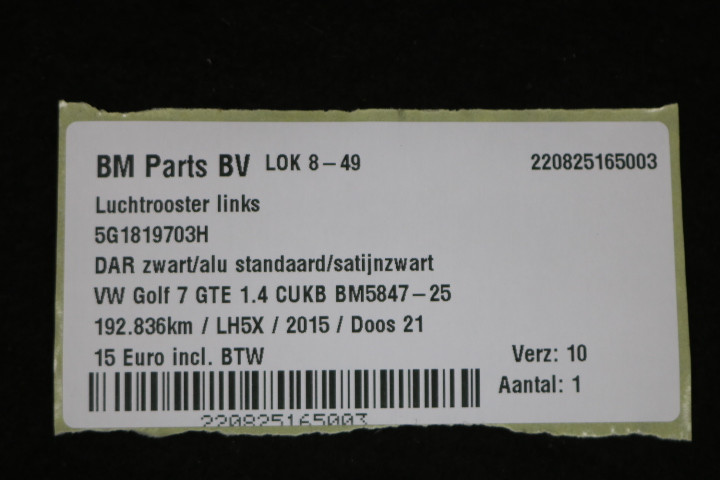 BM Parts BV LOK 8-49 220825165003
Luchtrooster links
5G1819703H
DAR zwart/alu standaard/satijnzwart
VW Golf 7 GTE 1.4 CUKB BM5847-25
192.836km / LH5X / 2015 / Doos 21
15 Euro incl. BTW Verz: 10
Aantal: 1
220825165003